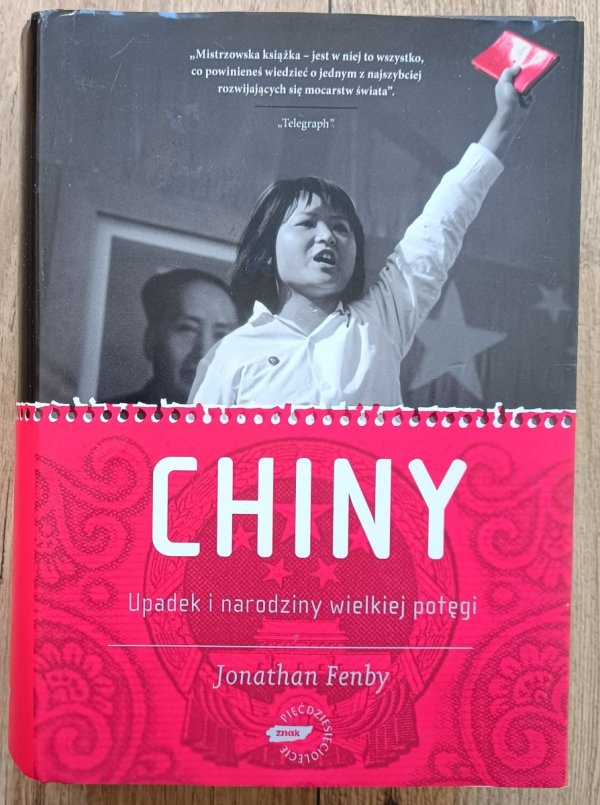 „Mistrzowska książka – jest w niej to wszystko,
co powinieneś wiedzieć o jednym z najszybciej
rozwijających się mocarstw świata”.
„Telegraph”
CHINY
Upadek i narodziny wielkiej potęgi
Jonathan Fenby
PIĘĆDZIESIĘCIOLECIE
znak